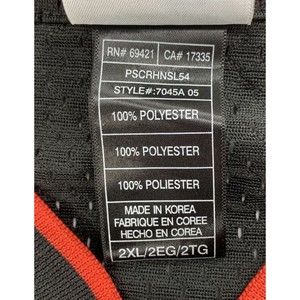 RN# 69421 CA# 17335
PSCRHNSL54
STYLE#:7045A 05
100% POLYESTER
100% POLYESTER
100% POLYESTER
MADE IN KOREA
FABRIQUE EN COREE
HECHO EN COREA
2XL/2EG/2TG